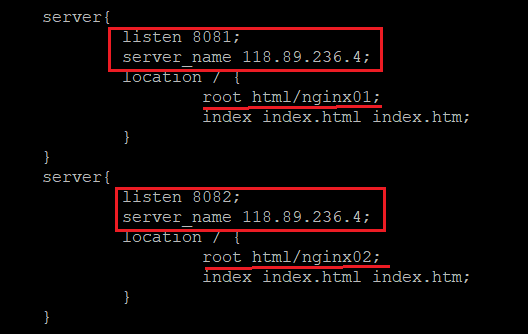 server{
listen 8081;
server_name 118.89.236.4;
location / {
root html/nginx01;
index index.html index.htm;
}
}
server{
listen 8082;
server_name 118.89.236.4;
location / {
root html/nginx02;
index index.html index.htm;
}
}